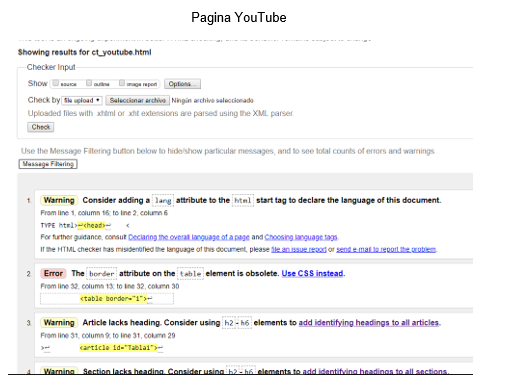 Pagina YouTube
Showing results for ct_youtube.html
Checker Input
Show source outline image report Options...
Check by file upload Seleccionar archivo Ningún archivo seleccionado
Uploaded files with .xhtml or .xht extensions are parsed using the XML parser.
Check
Use the Message Filtering button below to hide/show particular messages, and to see total counts of errors and warnings.
Message Filtering
1. Warning Consider adding a lang attribute to the html start tag to declare the language of this document.
From line 1, column 16; to line 2, column 6
TYPE html>↩<head>↩ <
For further guidance, consult Declaring the overall language of a page and Choosing language tags.
If the HTML checker has misidentified the language of this document, please file an issue report or send e-mail to report the problem.
2. Error The border attribute on the table element is obsolete. Use CSS instead.
From line 32, column 13; to line 32, column 30
<table border="1">↩
3. Warning Article lacks heading. Consider using h2-h6 elements to add identifying headings to all articles.
From line 31, column 9; to line 31, column 29
>↩ <article id="Tabla1">↩
4. Warning Section lacks heading. Consider using h2-h6 elements to add identifying headings to all sections.